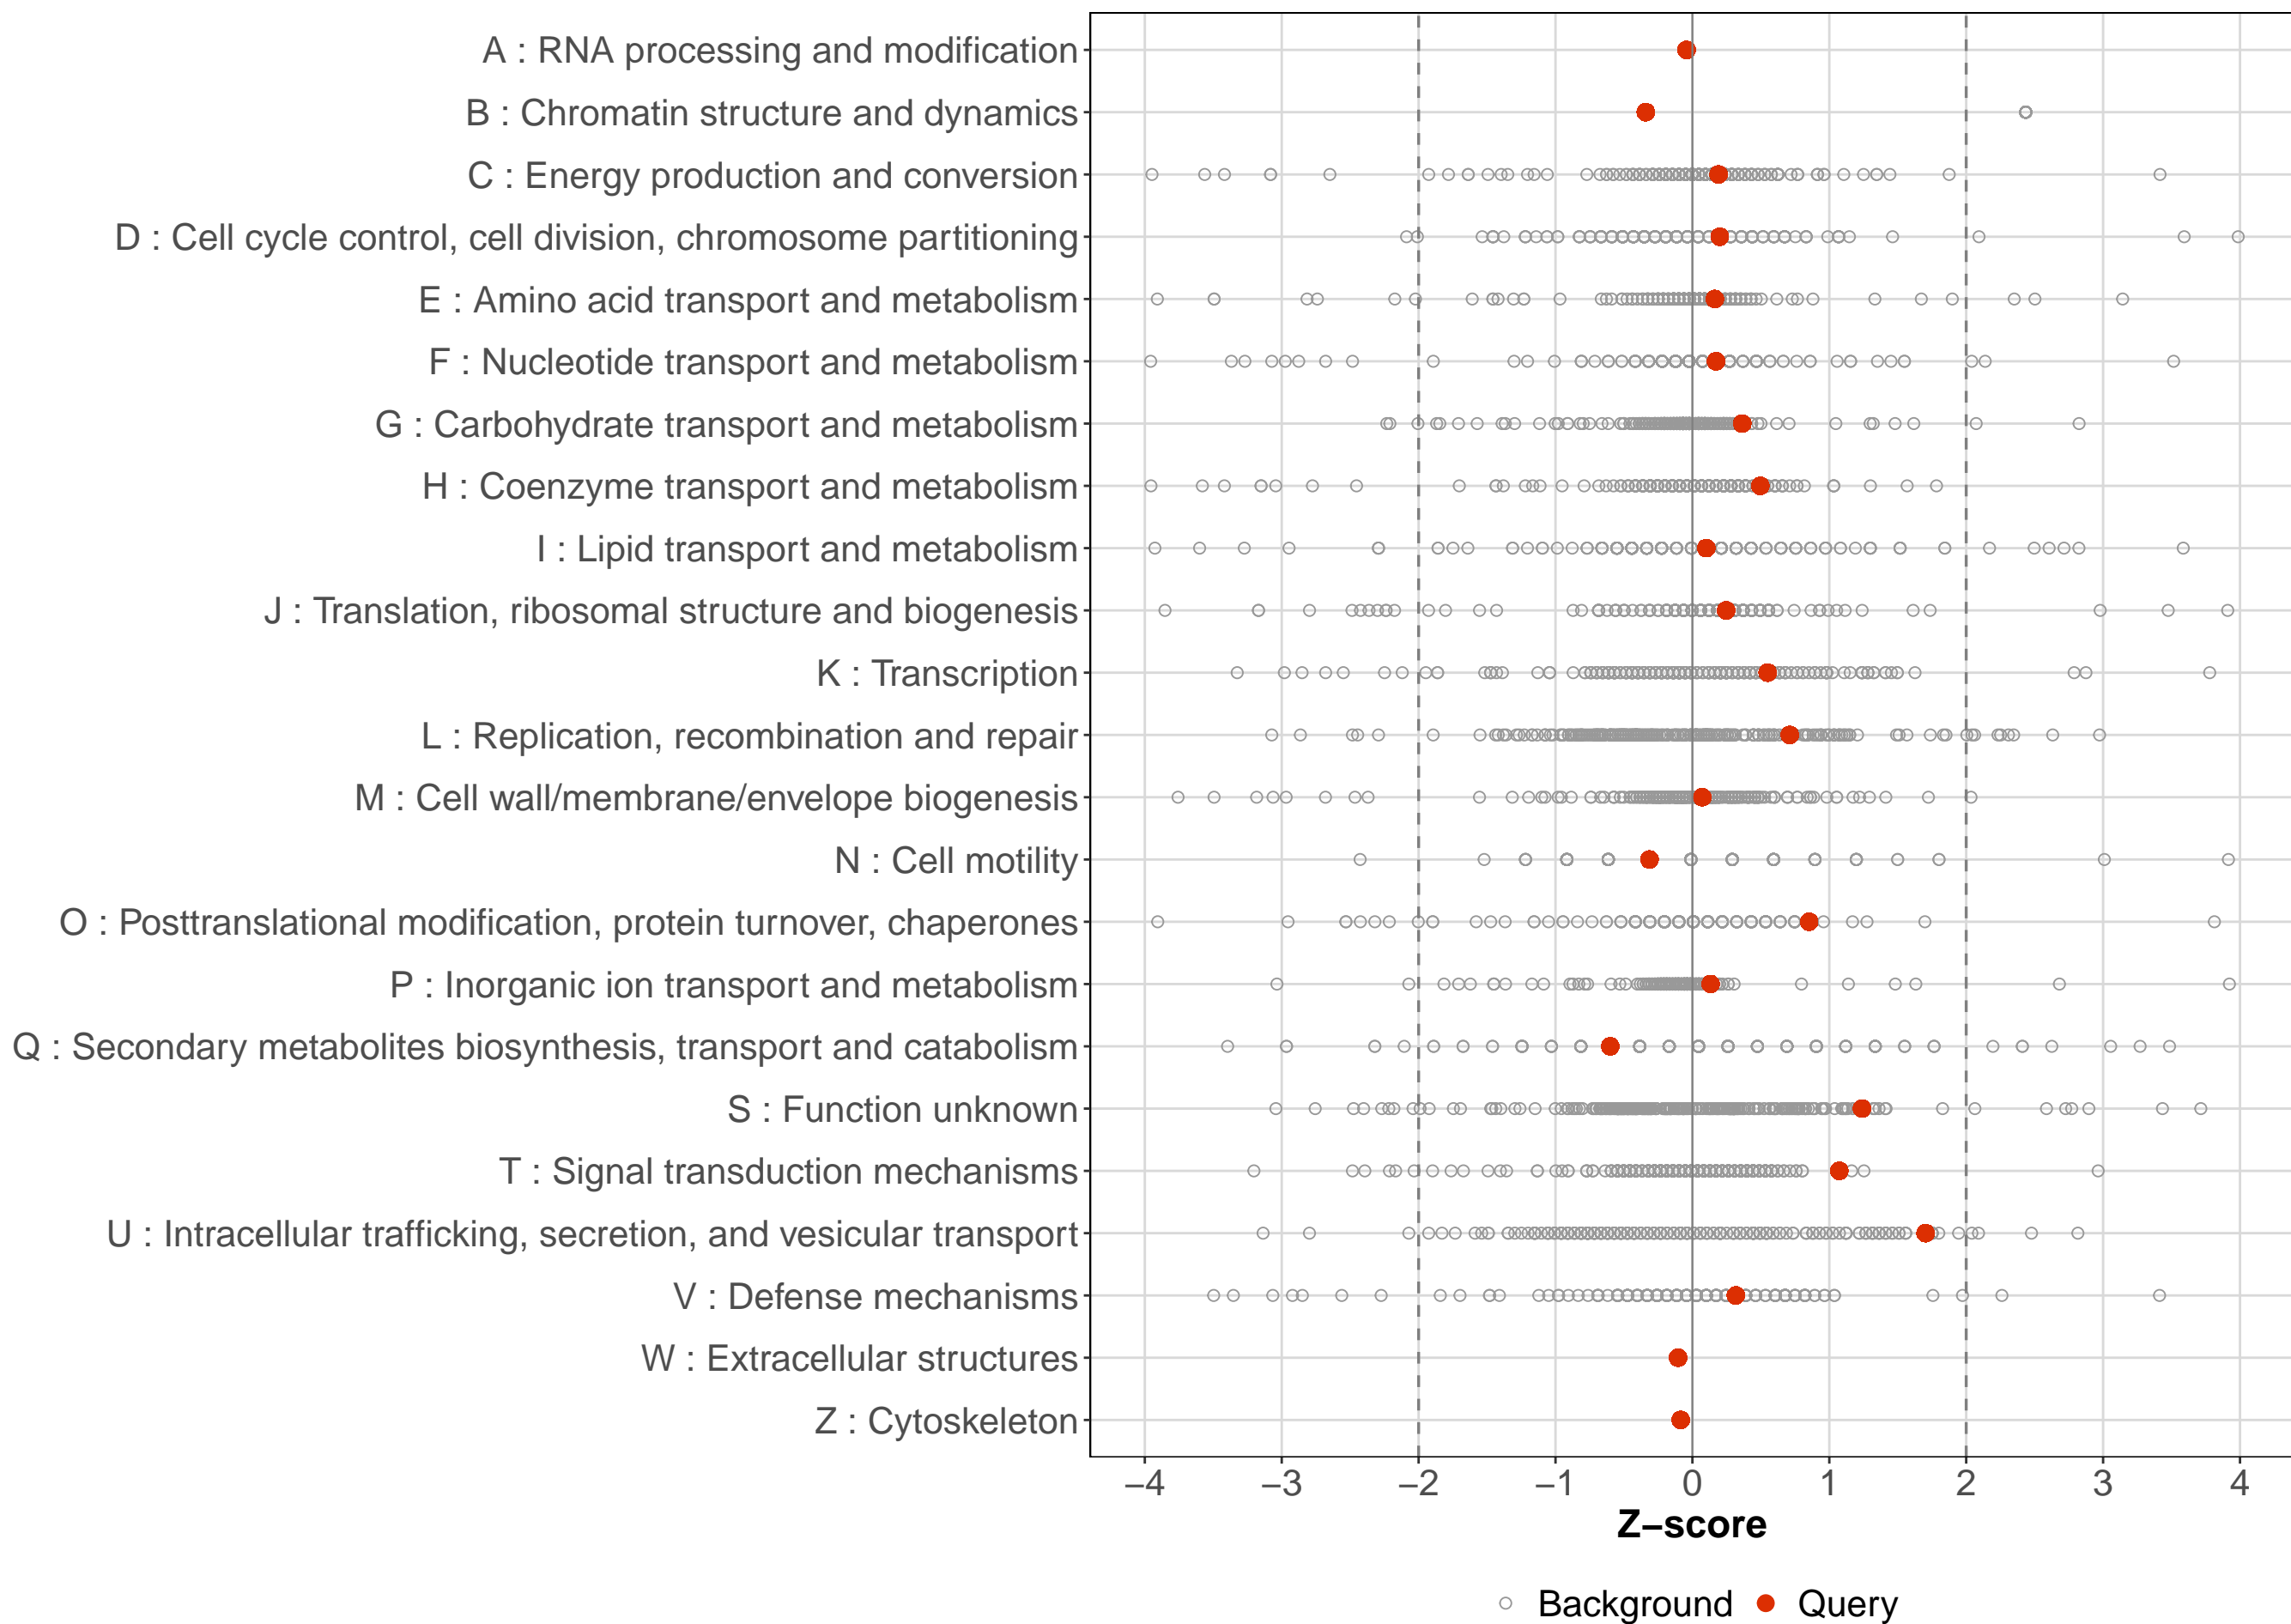 A : RNA processing and modification
B : Chromatin structure and dynamics
C : Energy production and conversion
D : Cell cycle control, cell division, chromosome partitioning
E : Amino acid transport and metabolism
F : Nucleotide transport and metabolism
G : Carbohydrate transport and metabolism
H : Coenzyme transport and metabolism
I : Lipid transport and metabolism
J : Translation, ribosomal structure and biogenesis
K : Transcription
L : Replication, recombination and repair
M : Cell wall/membrane/envelope biogenesis
N : Cell motility
O : Posttranslational modification, protein turnover, chaperones
P : Inorganic ion transport and metabolism
Q : Secondary metabolites biosynthesis, transport and catabolism
S : Function unknown
T : Signal transduction mechanisms
U : Intracellular trafficking, secretion, and vesicular transport
V : Defense mechanisms
W : Extracellular structures
Z : Cytoskeleton
−4 −3 −2 −1 0 1 2 3 4
Z−score
Background Query